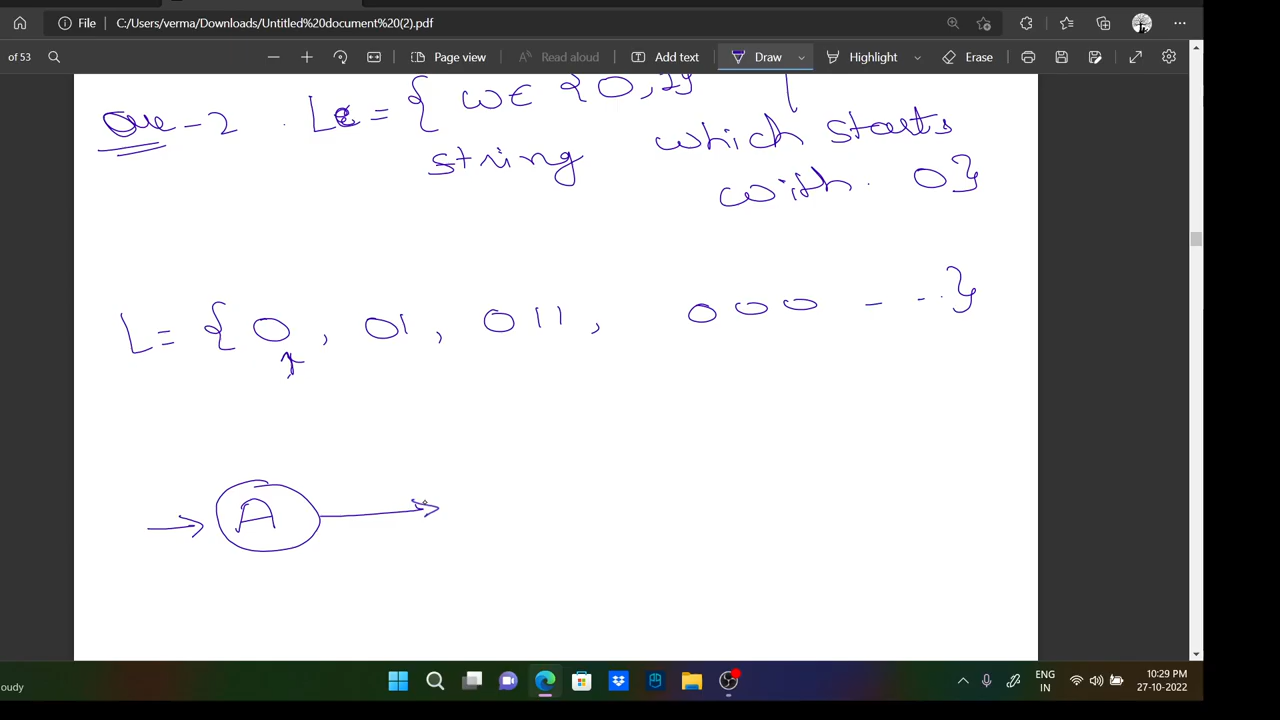 File C:/Users/verma/Downloads/Untitled%20document%20(2).pdf
of 53 Page view Read aloud Add text Draw Highlight Erase
Que-2. L = { w ∈ {0,1}
string which starts
with 0}
L = { 0, 01, 011, 000 - - }
A
oudy
ENG
IN
10:29 PM
27-10-2022